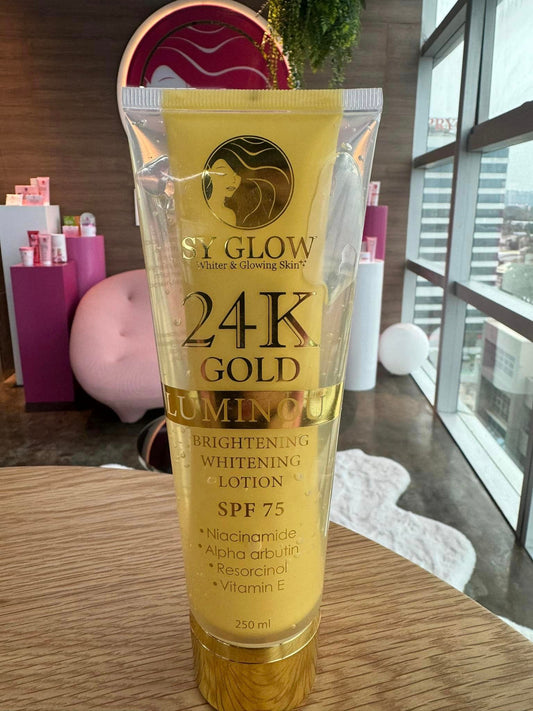 SY GLOW
Whiter & Glowing Skin
24K
GOLD
LUMINOU
BRIGHTENING
WHITENING
LOTION
SPF 75
• Niacinamide
• Alpha arbutin
• Resorcinol
• Vitamin E
250 ml